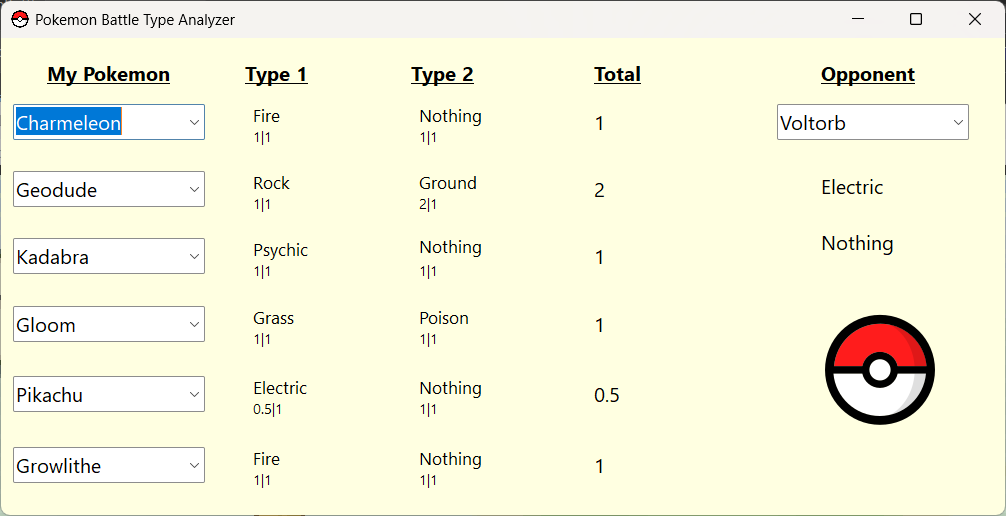 Pokemon Battle Type Analyzer
My Pokemon Type 1 Type 2 Total Opponent
Charmeleon Fire Nothing 1 Voltorb
1|1 1|1
Geodude Rock Ground 2 Electric
1|1 2|1
Kadabra Psychic Nothing 1 Nothing
1|1 1|1
Gloom Grass Poison 1
1|1 1|1
Pikachu Electric Nothing 0.5
0.5|1 1|1
Growlithe Fire Nothing 1
1|1 1|1